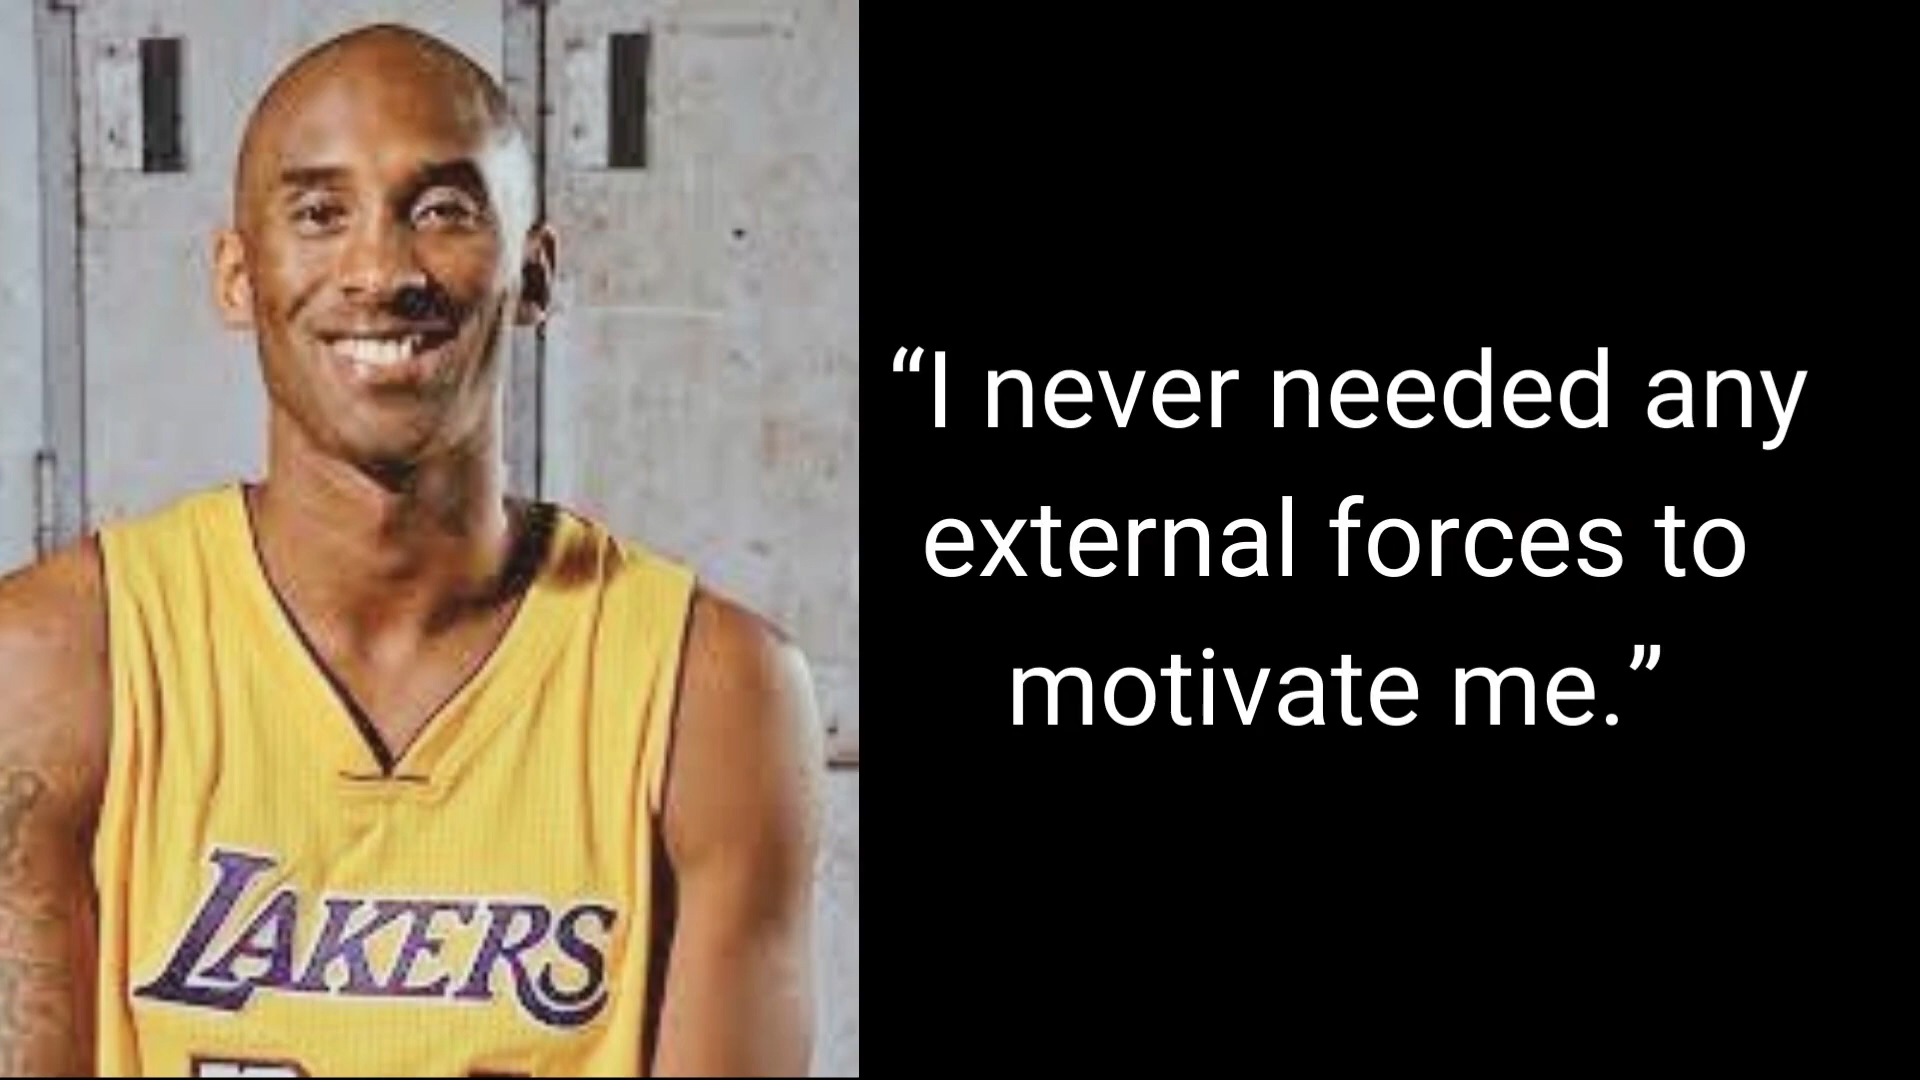 LAKERS
“I never needed any
external forces to
motivate me.”